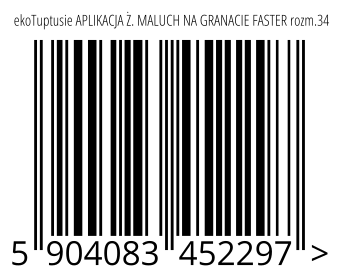 ekoTuptusie APLIKACJA Ż. MALUCH NA GRANACIE FASTER rozm.34
5 904083 452297 >